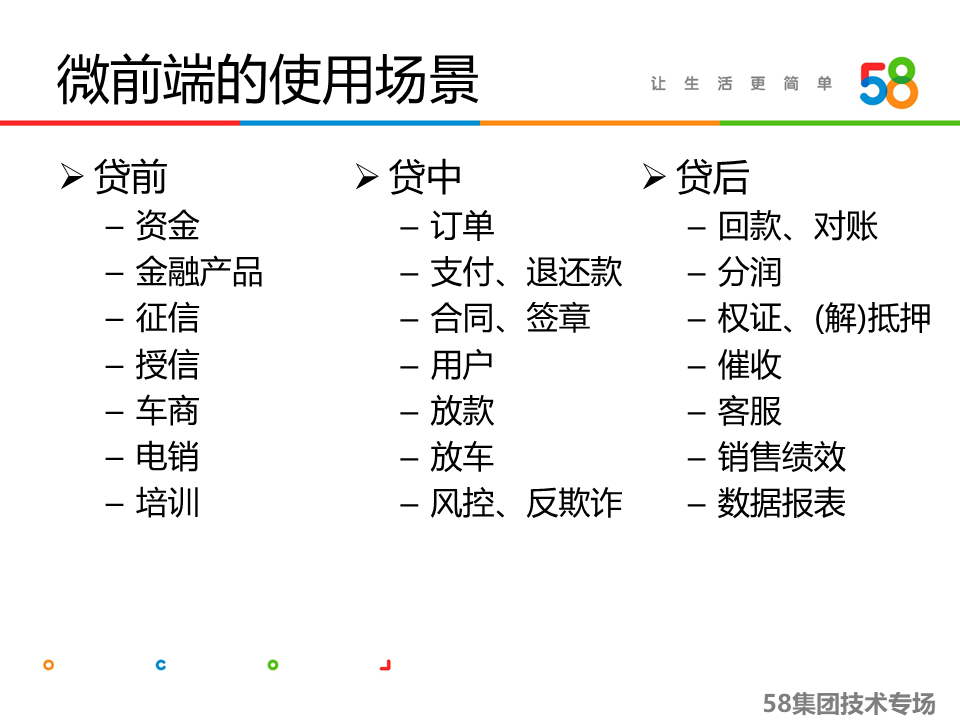 微前端的使用场景
让生活更简单
58
➢ 贷前
– 资金
– 金融产品
– 征信
– 授信
– 车商
– 电销
– 培训
➢ 贷中
– 订单
– 支付、退还款
– 合同、签章
– 用户
– 放款
– 放车
– 风控、反欺诈
➢ 贷后
– 回款、对账
– 分润
– 权证、(解)抵押
– 催收
– 客服
– 销售绩效
– 数据报表
58集团技术专场